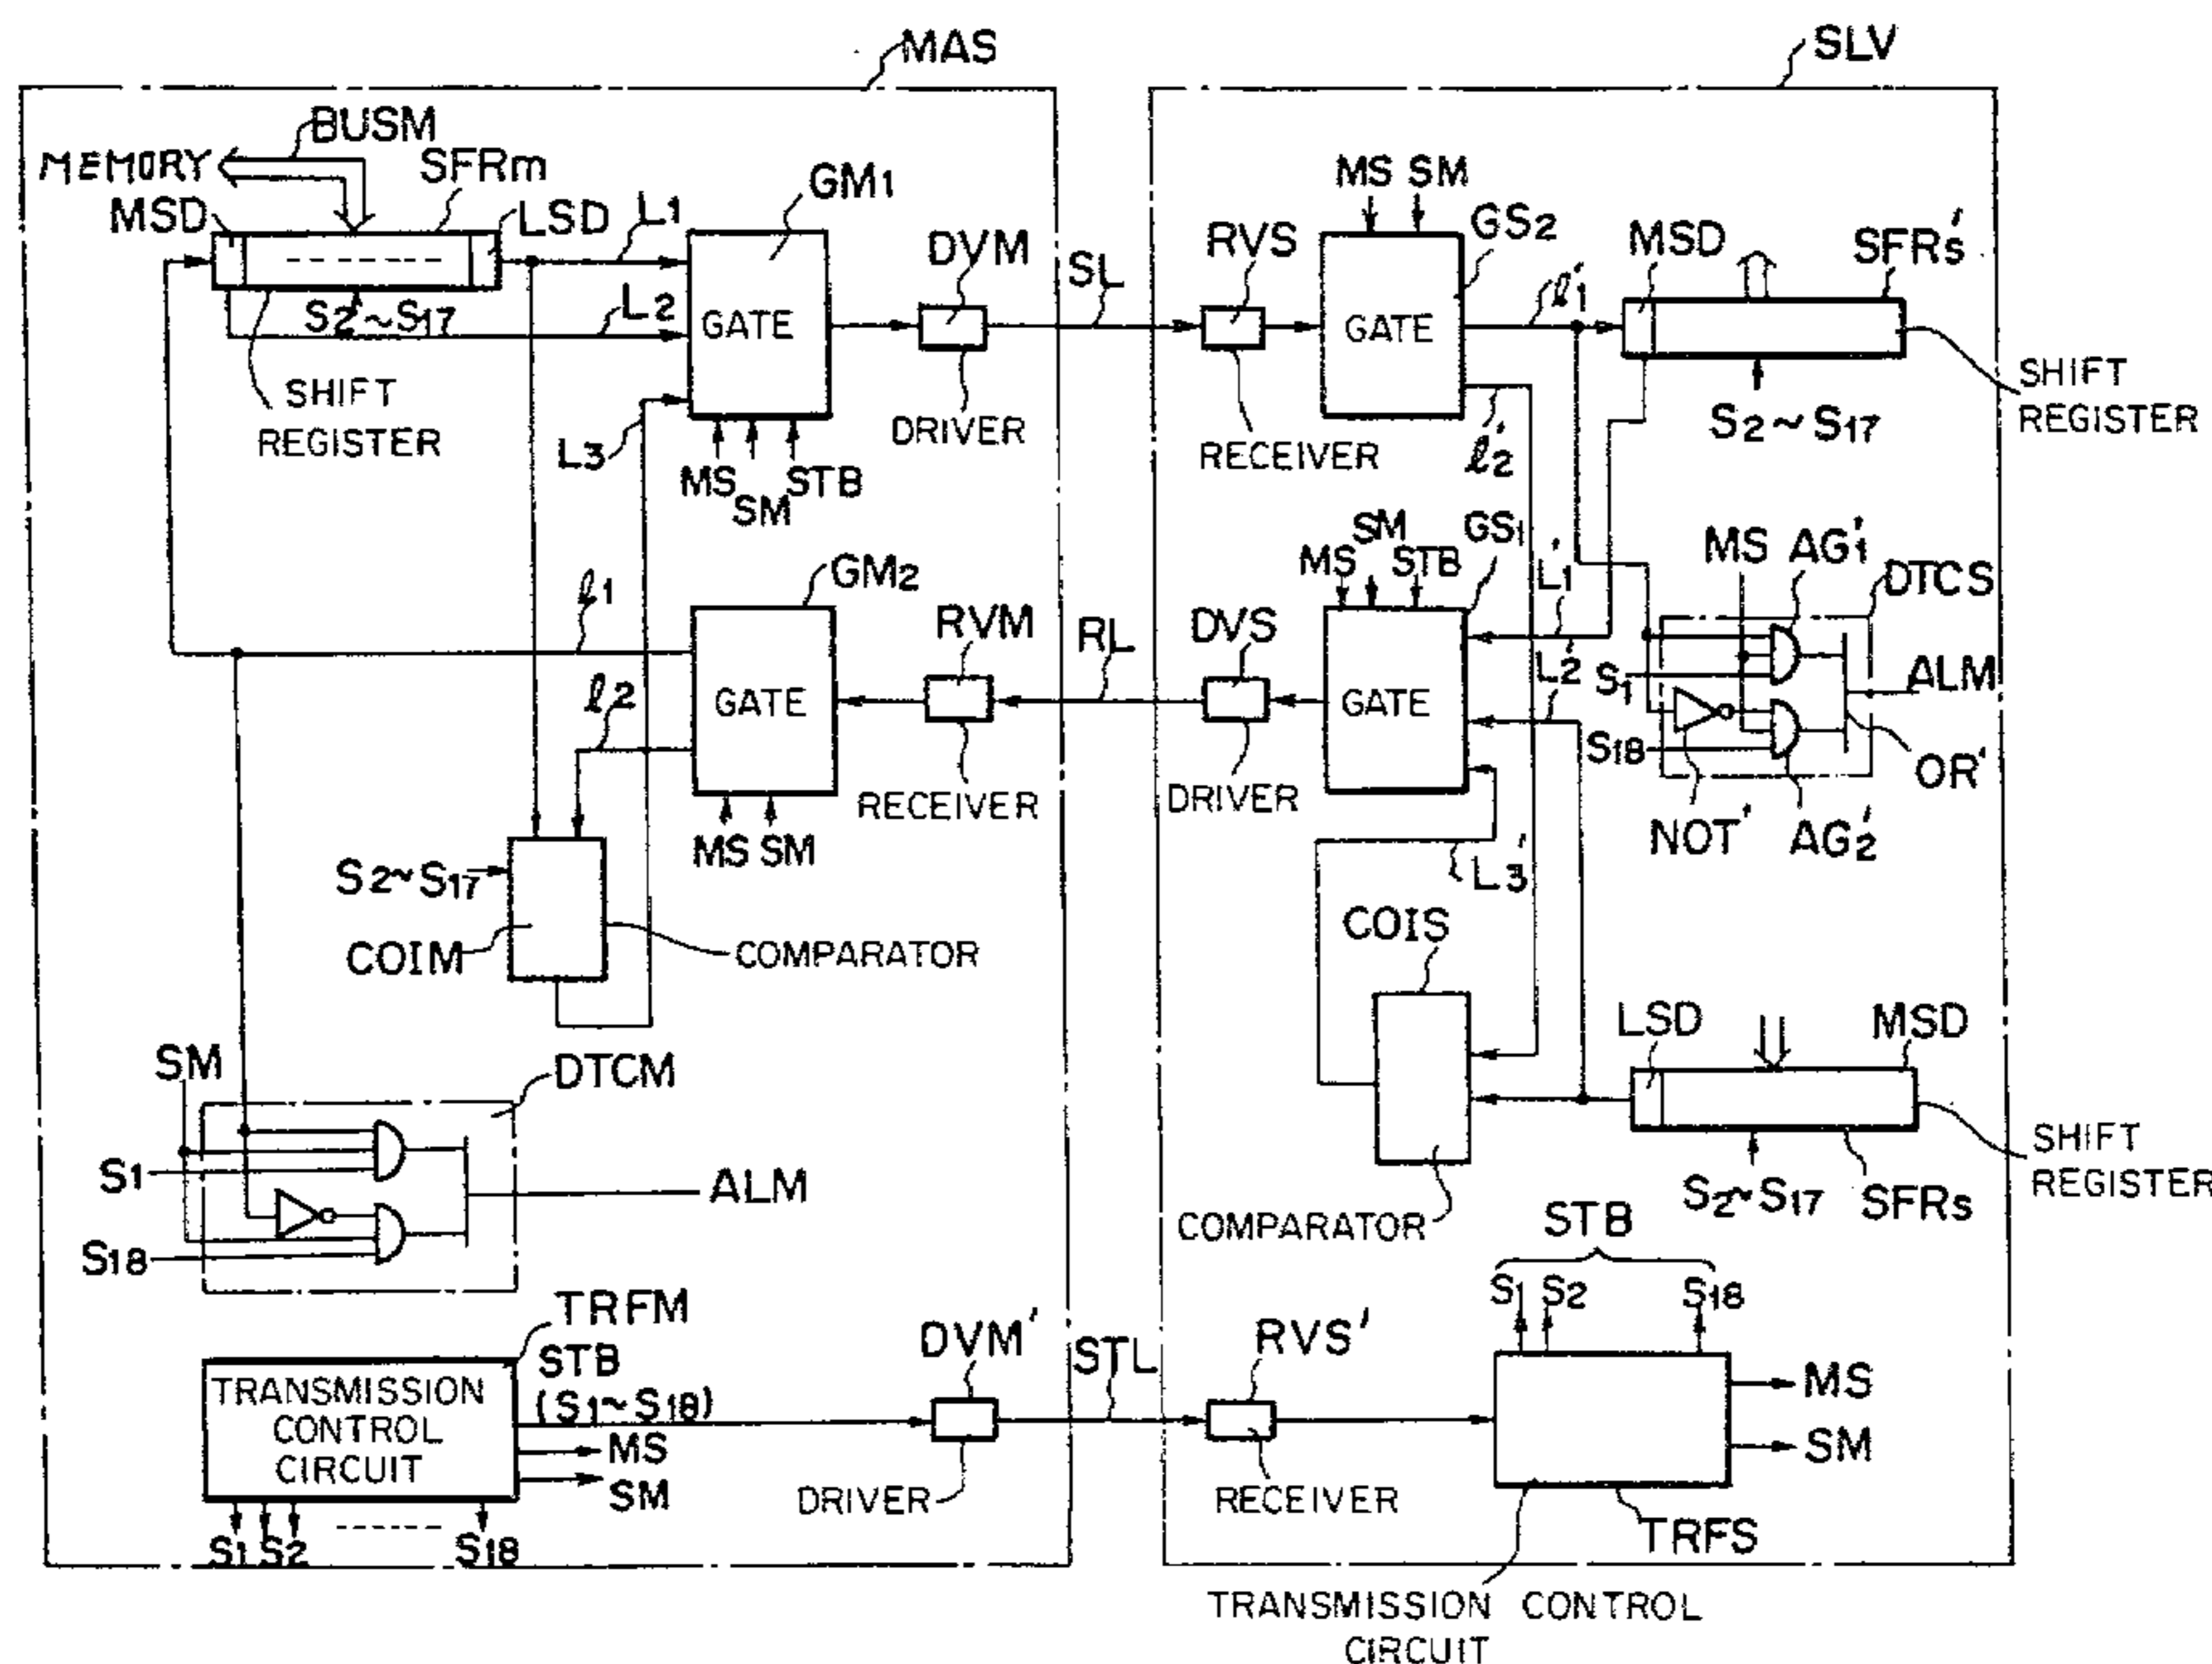 MAS
SLV
BUSM
MEMORY
SFRm
MSD
LSD
L1
GM1
S2~S17
L2
GATE
DVM
SL
SHIFT
REGISTER
L3
MS
SM
STB
DRIVER
RVS
RECEIVER
MS SM
GS2
GATE
ℓ'1
ℓ'2
MSD
SFRs'
S2~S17
SHIFT
REGISTER
ℓ1
GM2
ℓ2
GATE
RVM
RL
RECEIVER
MS SM
DVS
DRIVER
MS
SM
STB
GS1
GATE
L'1
L'2
L3'
MS
AG'1
DTCS
S1
S18
ALM
OR'
NOT'
AG2'
S2~S17
COIM
COMPARATOR
COIS
COMPARATOR
LSD
MSD
S2~S17
SFRs
SHIFT
REGISTER
SM
DTCM
S1
S18
ALM
TRFM
STB
(S1~S18)
TRANSMISSION
CONTROL
CIRCUIT
MS
SM
S1 S2
S18
DVM'
DRIVER
STL
RVS'
RECEIVER
STB
S1 S2
S18
MS
SM
TRFS
TRANSMISSION CONTROL
CIRCUIT